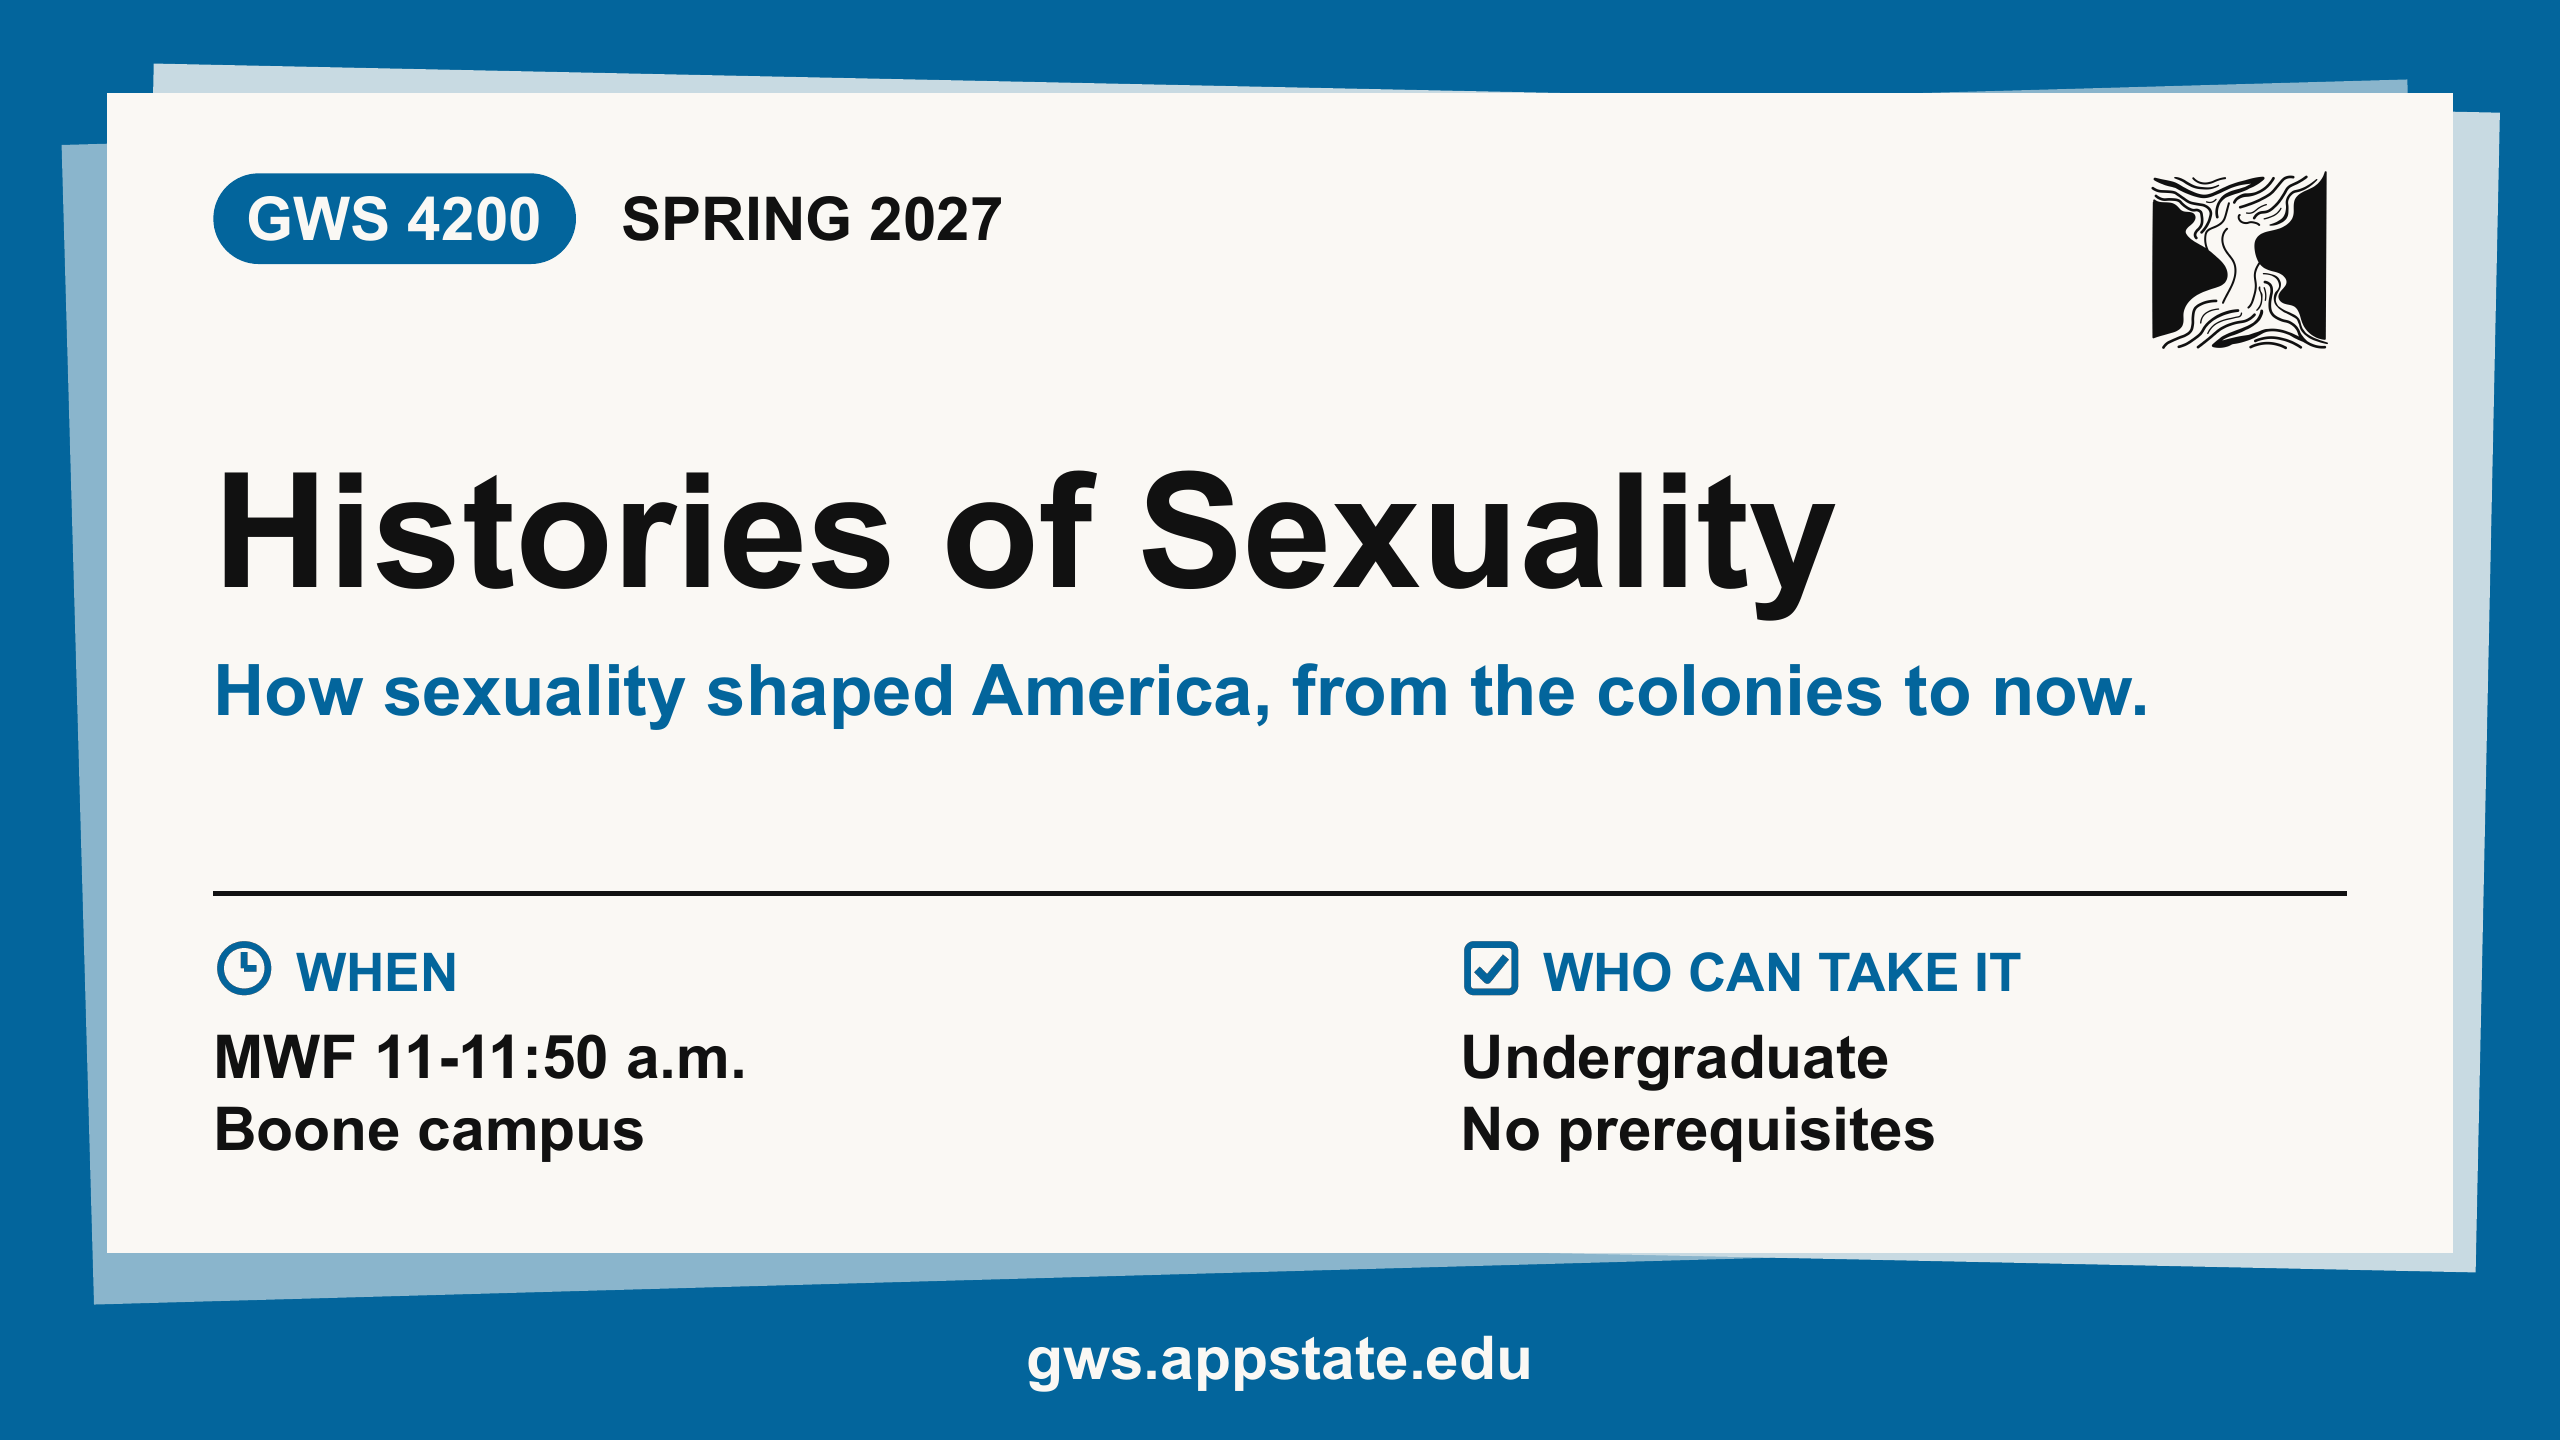 GWS 4200 SPRING 2027
Histories of Sexuality
How sexuality shaped America, from the colonies to now.
WHEN
MWF 11-11:50 a.m.
Boone campus
WHO CAN TAKE IT
Undergraduate
No prerequisites
gws.appstate.edu